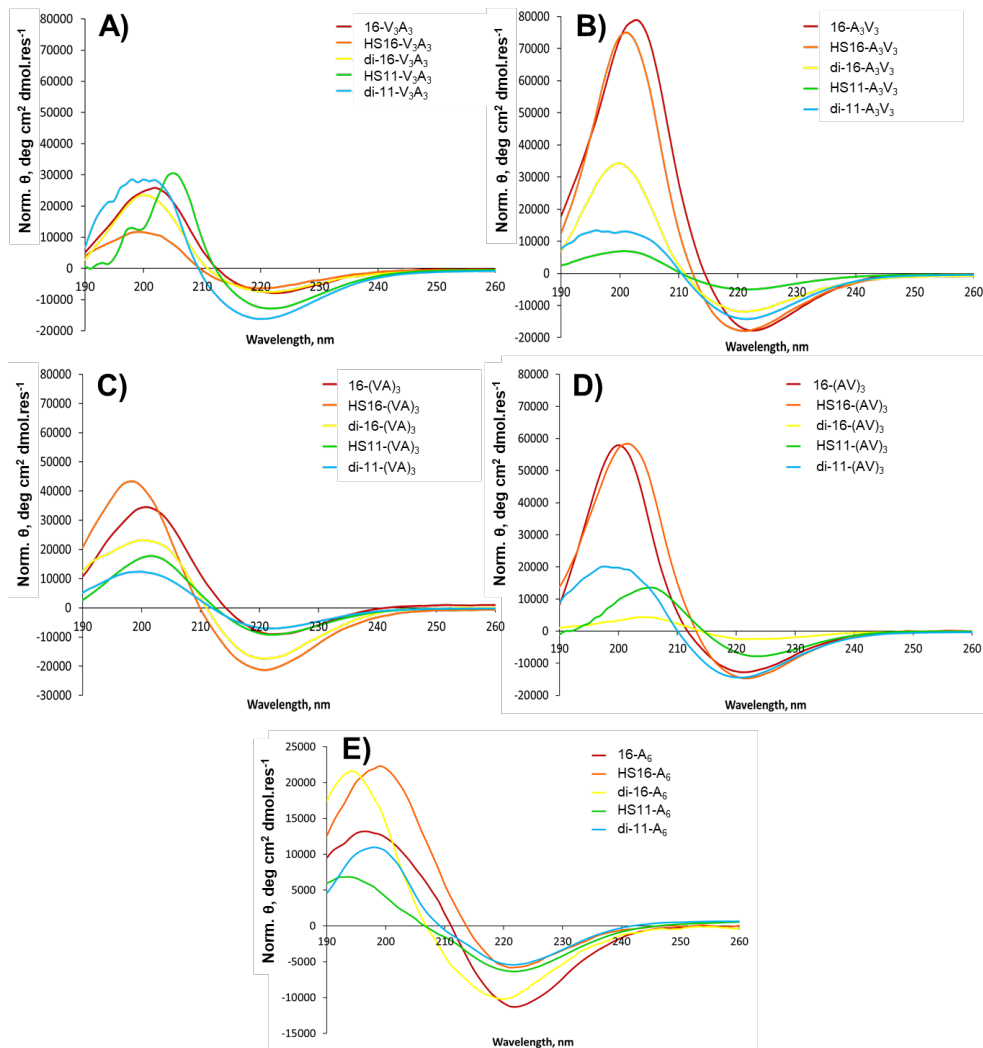 A)
Norm. θ, deg cm² dmol.res⁻¹
80000
70000
60000
50000
40000
30000
20000
10000
0
-10000
-20000
190
200
210
220
230
240
250
260
Wavelength, nm
16-V₃A₃
HS16-V₃A₃
di-16-V₃A₃
HS11-V₃A₃
di-11-V₃A₃
B)
Norm. θ, deg cm² dmol.res⁻¹
80000
70000
60000
50000
40000
30000
20000
10000
0
-10000
-20000
190
200
210
220
230
240
250
260
Wavelength, nm
16-A₃V₃
HS16-A₃V₃
di-16-A₃V₃
HS11-A₃V₃
di-11-A₃V₃
C)
Norm. θ, deg cm² dmol.res⁻¹
80000
70000
60000
50000
40000
30000
20000
10000
0
-10000
-20000
-30000
190
200
210
220
230
240
250
260
Wavelength, nm
16-(VA)₃
HS16-(VA)₃
di-16-(VA)₃
HS11-(VA)₃
di-11-(VA)₃
D)
Norm. θ, deg cm² dmol.res⁻¹
80000
70000
60000
50000
40000
30000
20000
10000
0
-10000
-20000
190
200
210
220
230
240
250
260
Wavelength, nm
16-(AV)₃
HS16-(AV)₃
di-16-(AV)₃
HS11-(AV)₃
di-11-(AV)₃
E)
Norm. θ, deg cm² dmol.res⁻¹
25000
20000
15000
10000
5000
0
-5000
-10000
-15000
190
200
210
220
230
240
250
260
Wavelength, nm
16-A₆
HS16-A₆
di-16-A₆
HS11-A₆
di-11-A₆